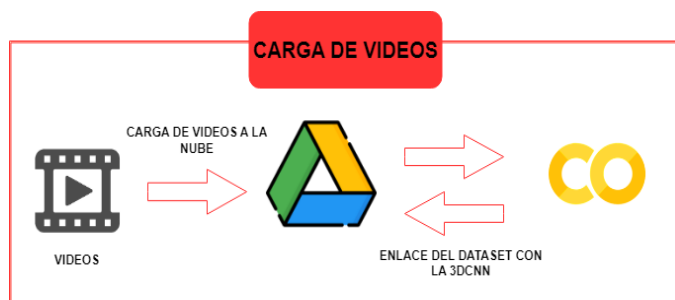 CARGA DE VIDEOS
CARGA DE VIDEOS A LA
NUBE
VIDEOS
ENLACE DEL DATASET CON
LA 3DCNN